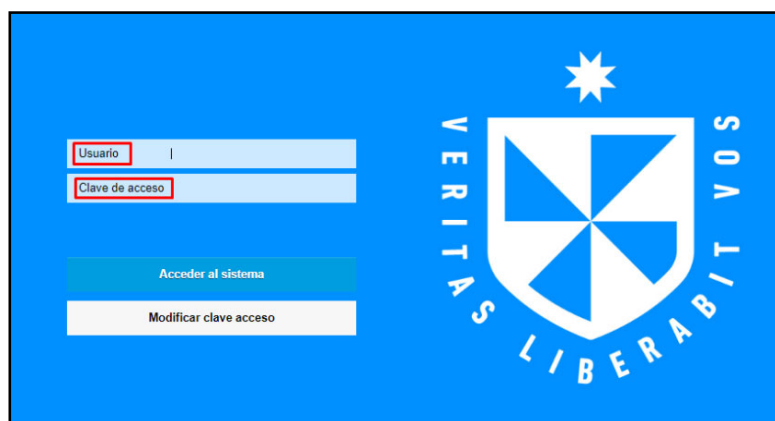 Usuario
Clave de acceso
Acceder al sistema
Modificar clave acceso
VERITAS LIBERABIT VOS